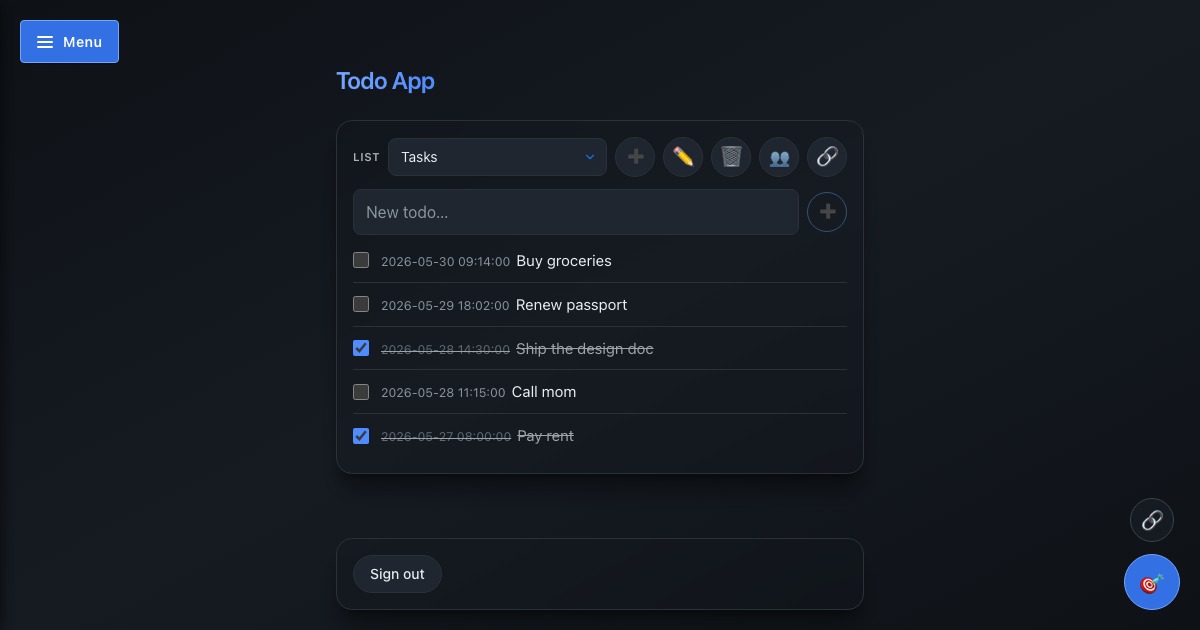 Menu
Todo App
LIST Tasks
New todo...
2026-05-30 09:14:00 Buy groceries
2026-05-29 18:02:00 Renew passport
2026-05-28 14:30:00 Ship the design doc
2026-05-28 11:15:00 Call mom
2026-05-27 08:00:00 Pay rent
Sign out